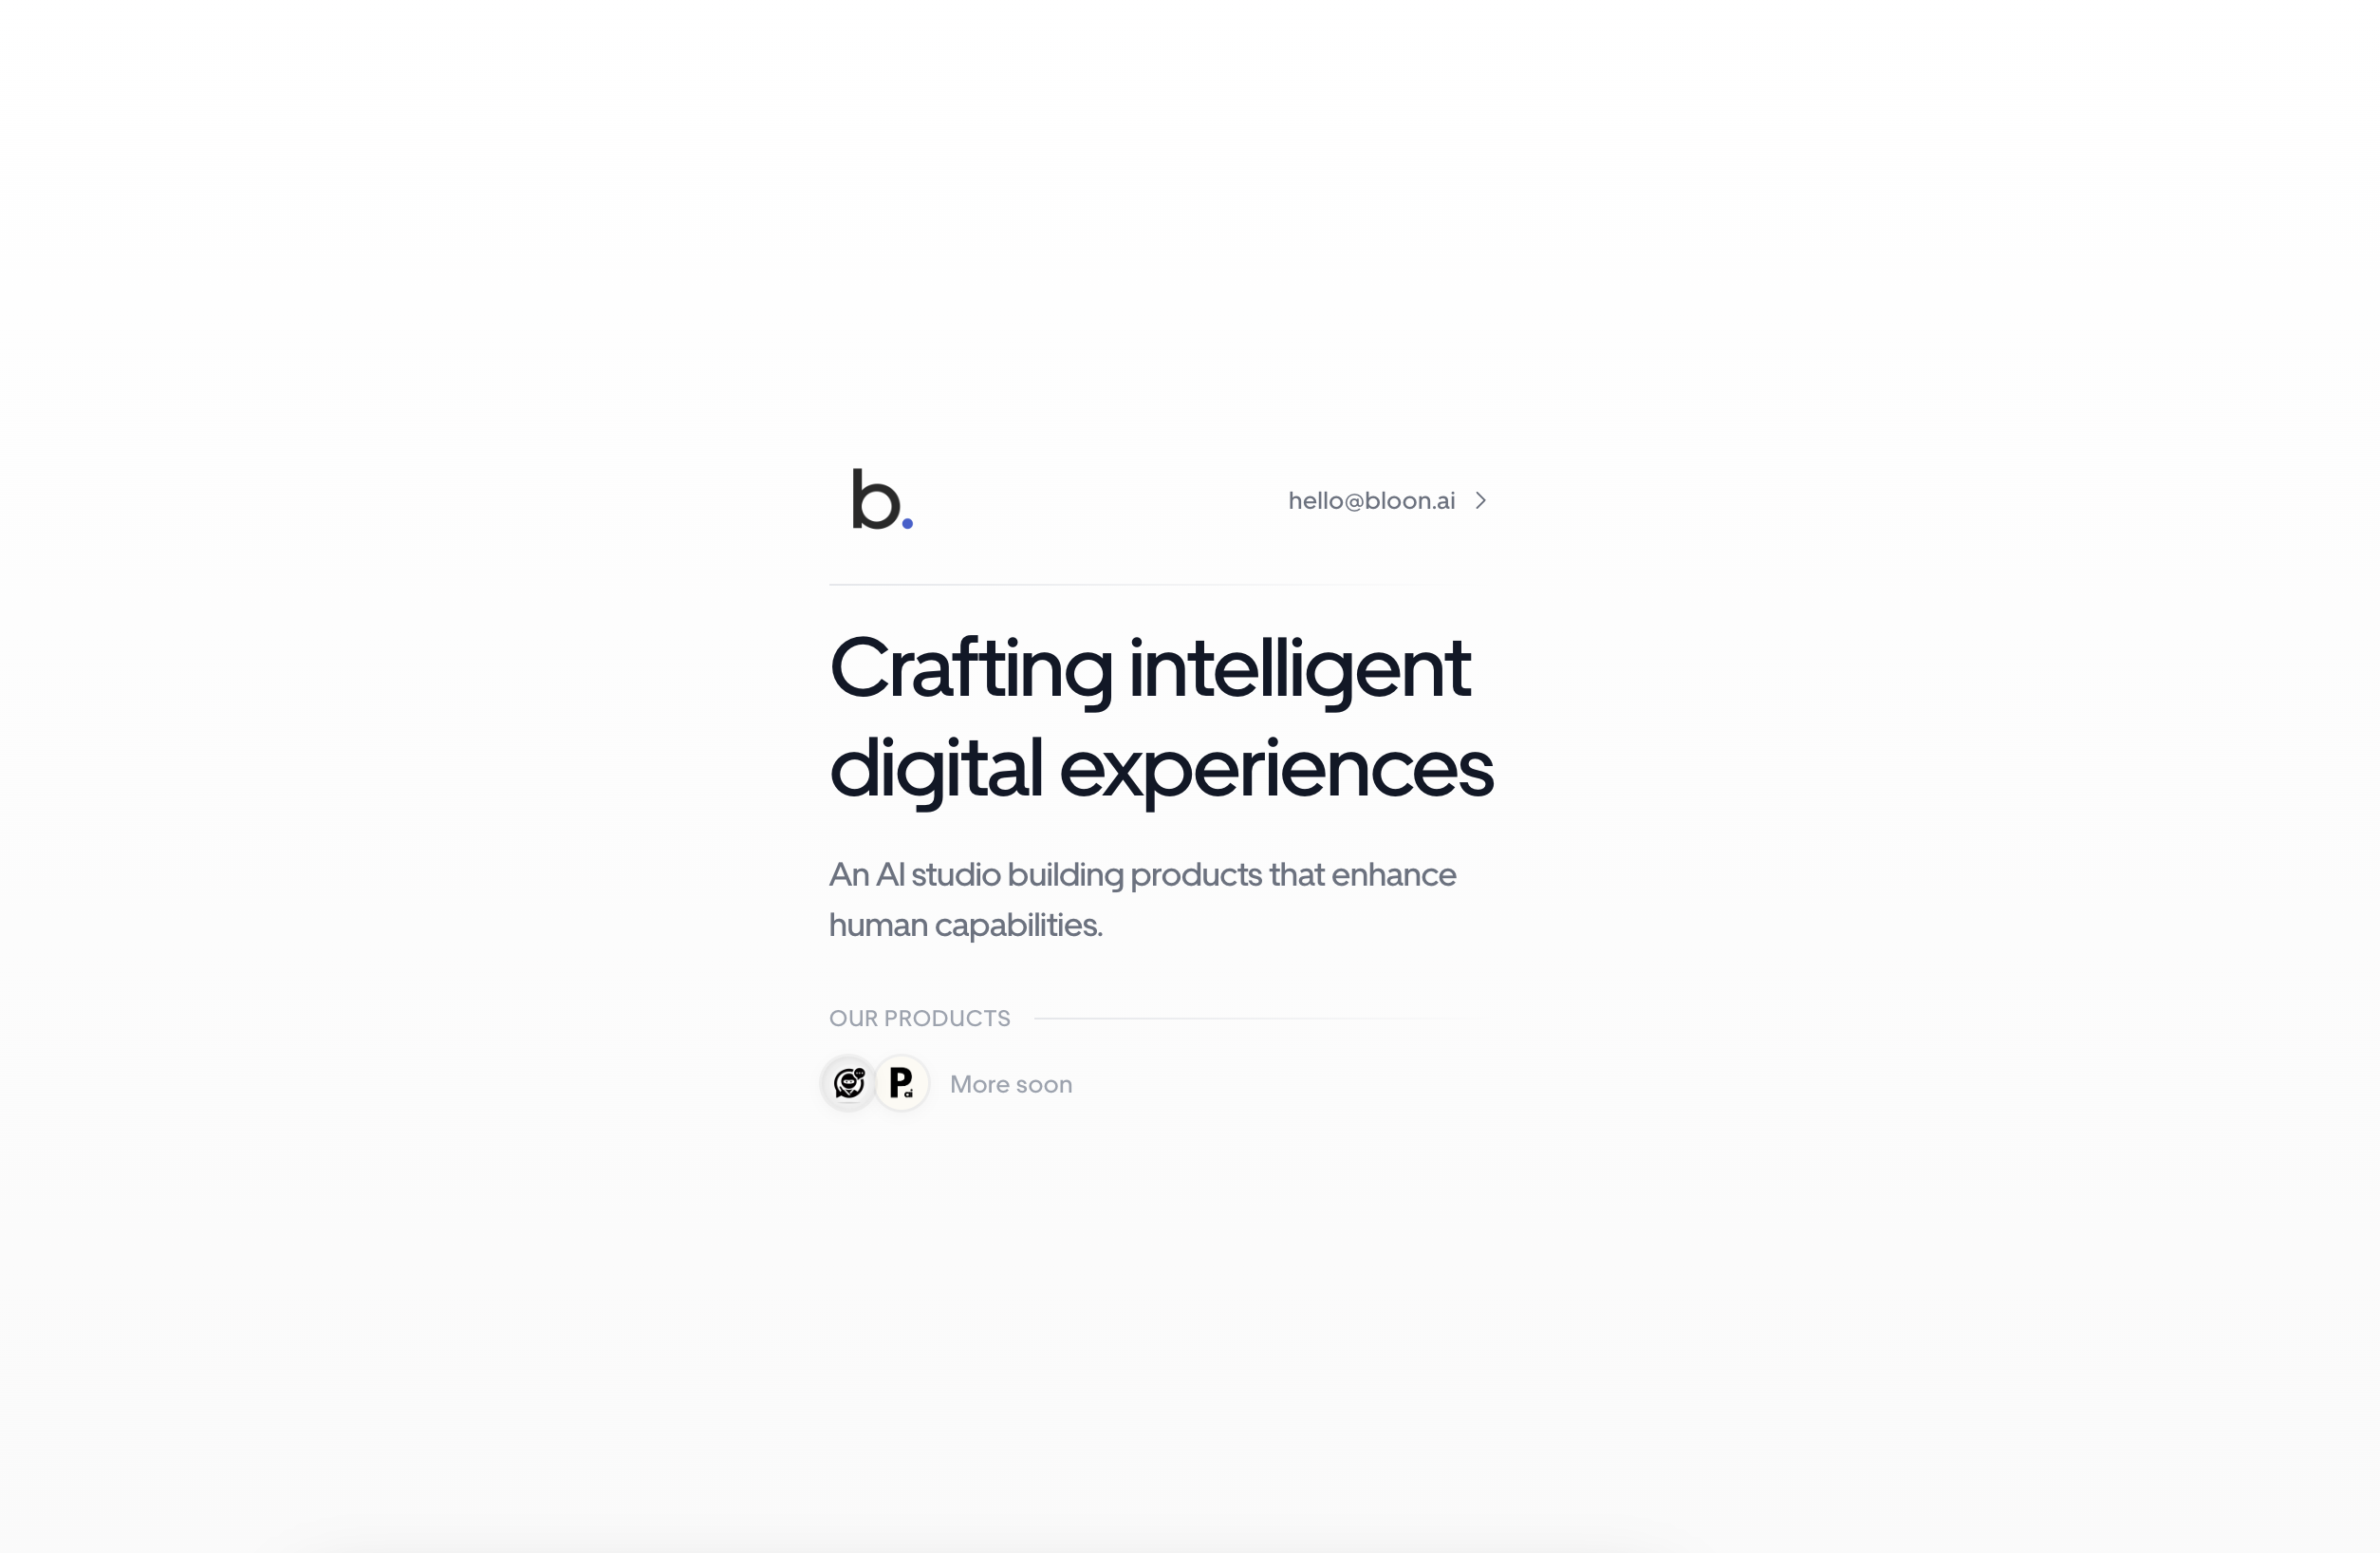 b.
hello@bloon.ai
Crafting intelligent
digital experiences
An AI studio building products that enhance
human capabilities.
OUR PRODUCTS
P.ai
More soon